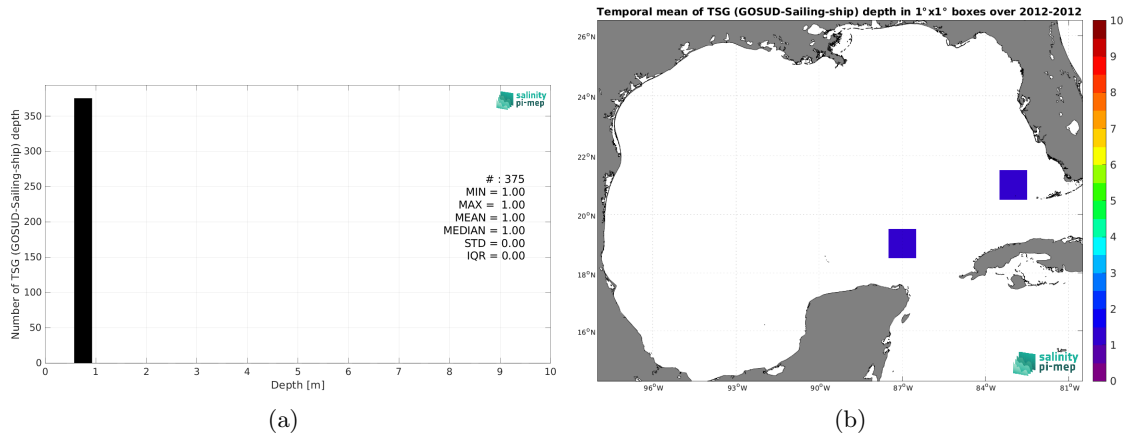 Number of TSG (GOSUD-Sailing-ship) depth
350
300
250
200
150
100
50
0
0 1 2 3 4 5 6 7 8 9 10
Depth [m]
salinity
pi-mep
# : 375
MIN = 1.00
MAX = 1.00
MEAN = 1.00
MEDIAN = 1.00
STD = 0.00
IQR = 0.00
(a)
Temporal mean of TSG (GOSUD-Sailing-ship) depth in 1°x1° boxes over 2012-2012
26°N
24°N
22°N
20°N
18°N
16°N
96°W 93°W 90°W 87°W 84°W 81°W
salinity
pi-mep
10
9
8
7
6
5
4
3
2
1
0
(b)